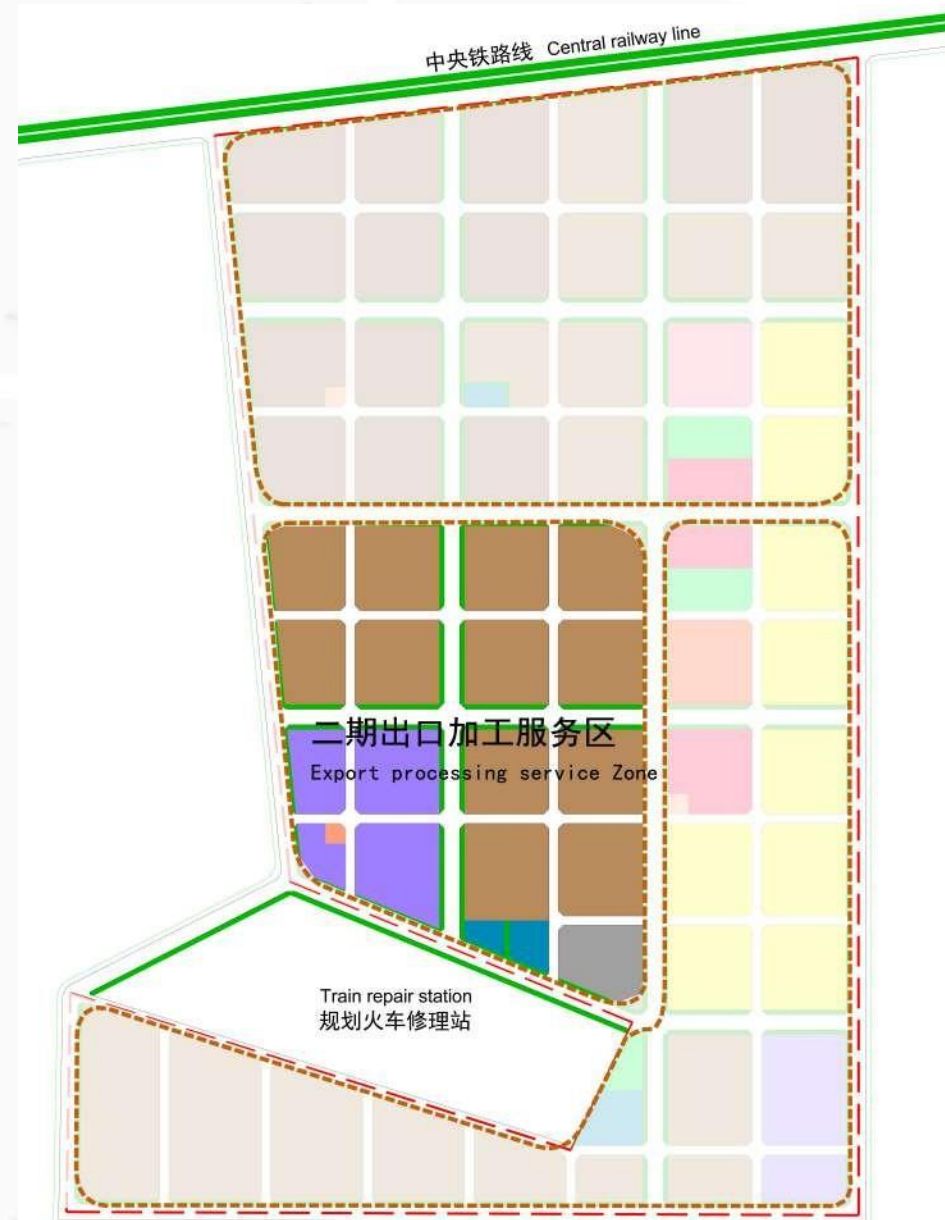 中央铁路线 Central railway line
二期出口加工服务区
Export processing service Zone
Train repair station
规划火车修理站